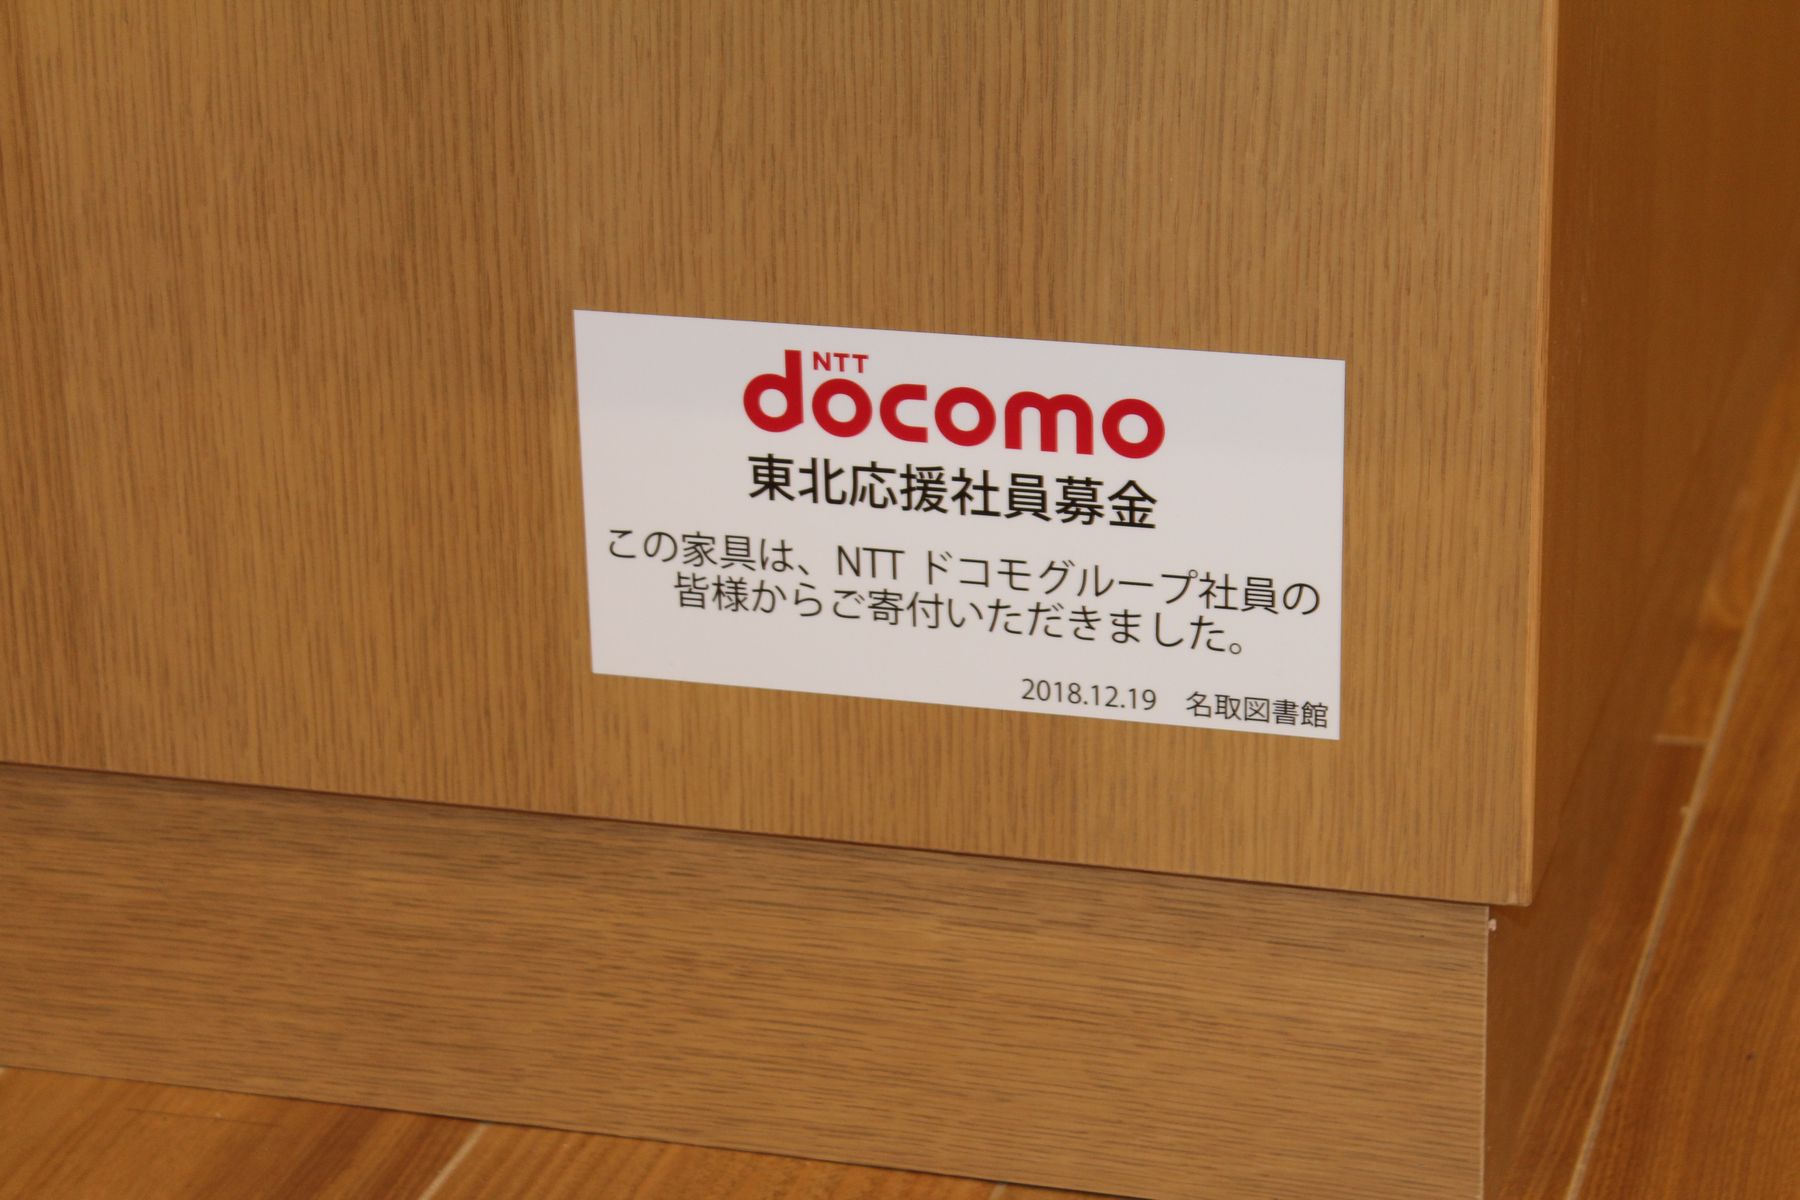 NTT
docomo
東北応援社員募金
この家具は、NTT ドコモグループ社員の
皆様からご寄付いただきました。
2018.12.19　名取図書館